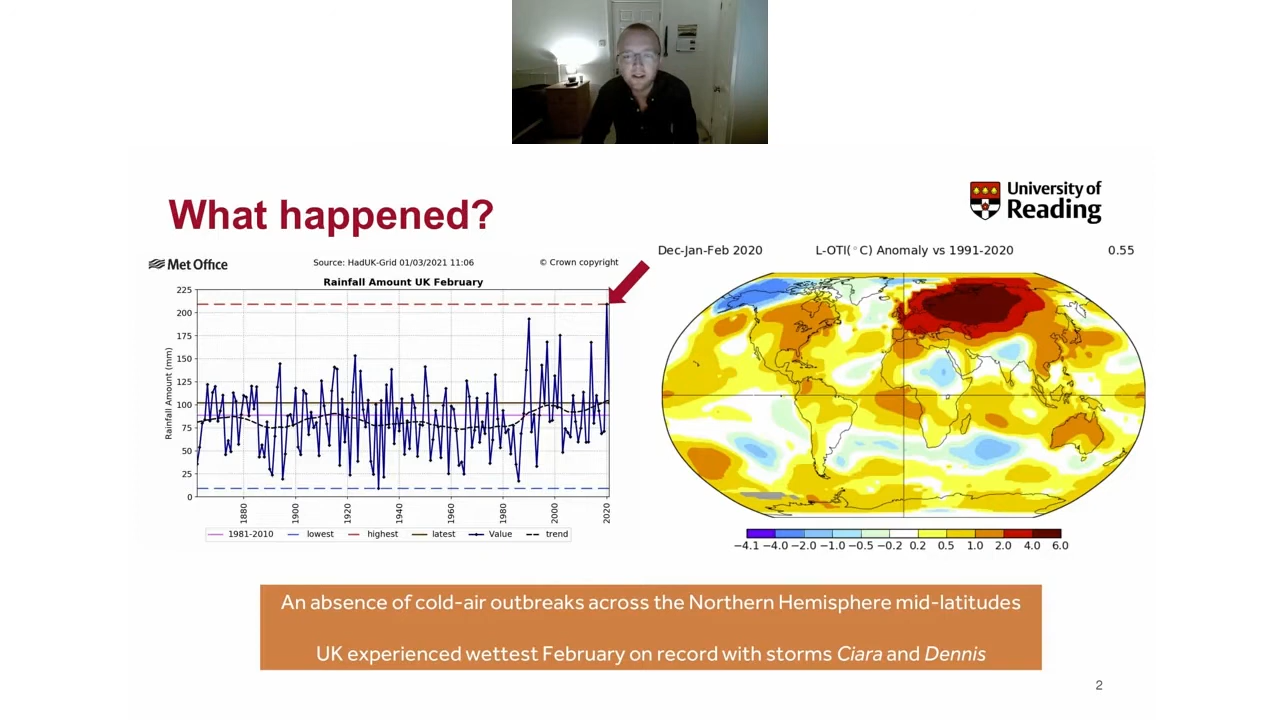 What happened?
University of
Reading
Met Office
Source: HadUK-Grid 01/03/2021 11:06
© Crown copyright
Rainfall Amount UK February
Rainfall Amount (mm)
225
200
175
150
125
100
75
50
25
0
1880
1900
1920
1940
1960
1980
2000
2020
1981-2010
lowest
highest
latest
Value
trend
Dec-Jan-Feb 2020
L-OTI(°C) Anomaly vs 1991-2020
0.55
−4.1 −4.0 −2.0 −1.0 −0.5 −0.2 0.2 0.5 1.0 2.0 4.0 6.0
An absence of cold-air outbreaks across the Northern Hemisphere mid-latitudes
UK experienced wettest February on record with storms Ciara and Dennis
2